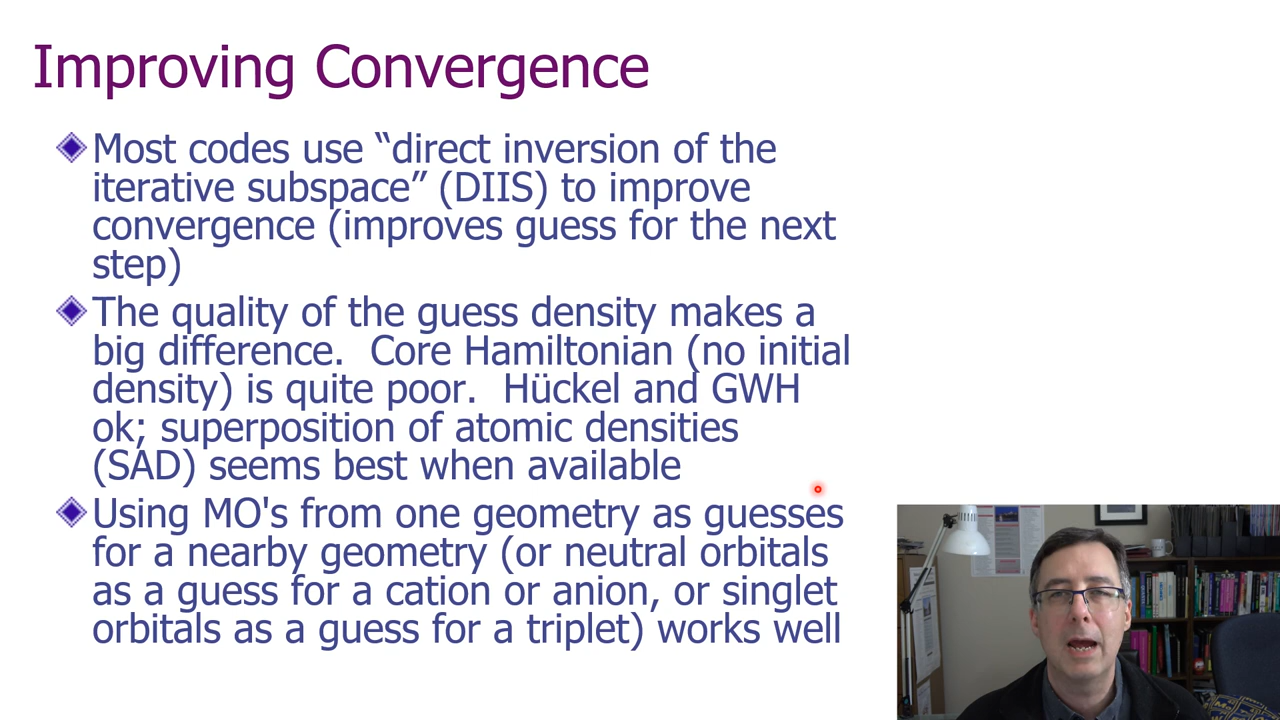 Improving Convergence
Most codes use “direct inversion of the
iterative subspace” (DIIS) to improve
convergence (improves guess for the next
step)
The quality of the guess density makes a
big difference.  Core Hamiltonian (no initial
density) is quite poor.  Hückel and GWH
ok; superposition of atomic densities
(SAD) seems best when available
Using MO's from one geometry as guesses
for a nearby geometry (or neutral orbitals
as a guess for a cation or anion, or singlet
orbitals as a guess for a triplet) works well